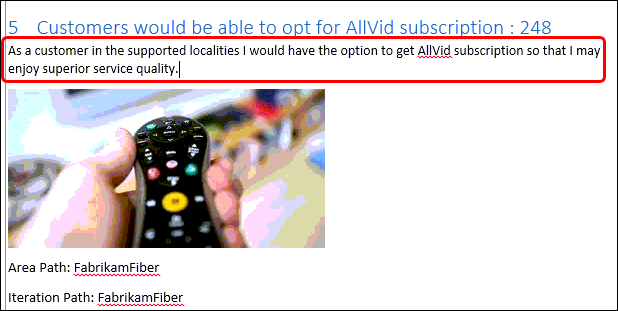 5 Customers would be able to opt for AllVid subscription : 248
As a customer in the supported localities I would have the option to get AllVid subscription so that I may
enjoy superior service quality.
Area Path: FabrikamFiber
Iteration Path: FabrikamFiber